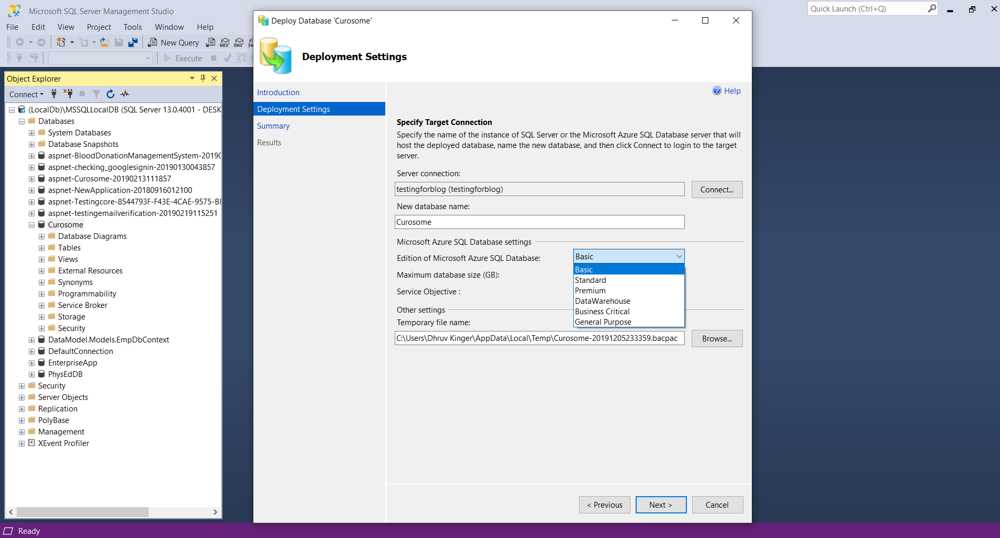 Microsoft SQL Server Management Studio
Quick Launch (Ctrl+Q)
File Edit View Project Tools Window Help
New Query MDX DMX
Execute
Object Explorer
Connect
(LocalDb)\MSSQLLocalDB (SQL Server 13.0.4001 - DESK
Databases
System Databases
Database Snapshots
aspnet-BloodDonationManagementSystem-2019
aspnet-checking_googlesignin-20190130043857
aspnet-Curosome-20190213111857
aspnet-NewApplication-20180916012100
aspnet-Testingcore-8544793F-F43E-4CAE-9575-BI
aspnet-testingemailverification-20190219115251
Curosome
Database Diagrams
Tables
Views
External Resources
Synonyms
Programmability
Service Broker
Storage
Security
DataModel.Models.EmpDbContext
DefaultConnection
EnterpriseApp
PhysEdDB
Security
Server Objects
Replication
PolyBase
Management
XEvent Profiler
Deploy Database 'Curosome'
Deployment Settings
Introduction
Deployment Settings
Summary
Results
Help
Specify Target Connection
Specify the name of the instance of SQL Server or the Microsoft Azure SQL Database server that will
host the deployed database, name the new database, and then click Connect to login to the target
server.
Server connection:
testingforblog (testingforblog)
Connect...
New database name:
Curosome
Microsoft Azure SQL Database settings
Edition of Microsoft Azure SQL Database:
Basic
Basic
Standard
Premium
DataWarehouse
Business Critical
General Purpose
Maximum database size (GB):
Service Objective :
Other settings
Temporary file name:
C:\Users\Dhruv Kinger\AppData\Local\Temp\Curosome-20191205233359.bacpac
Browse...
< Previous
Next >
Cancel
Ready